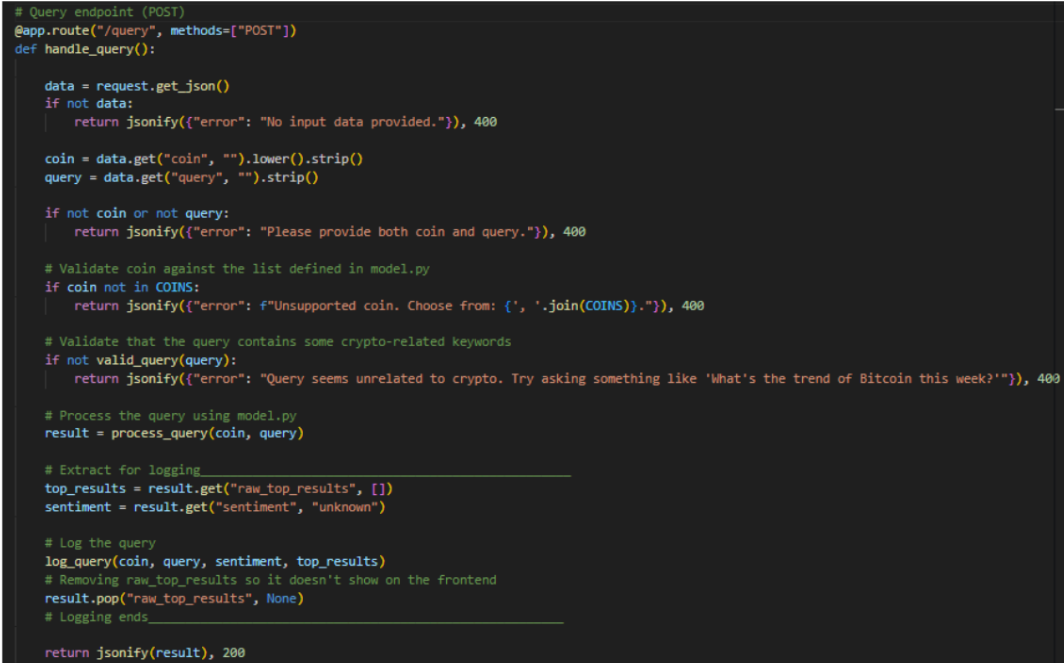 # Query endpoint (POST)
@app.route("/query", methods=["POST"])
def handle_query():
data = request.get_json()
if not data:
return jsonify({"error": "No input data provided."}), 400
coin = data.get("coin", "").lower().strip()
query = data.get("query", "").strip()
if not coin or not query:
return jsonify({"error": "Please provide both coin and query."}), 400
# Validate coin against the list defined in model.py
if coin not in COINS:
return jsonify({"error": f"Unsupported coin. Choose from: {', '.join(COINS)}."}), 400
# Validate that the query contains some crypto-related keywords
if not valid_query(query):
return jsonify({"error": "Query seems unrelated to crypto. Try asking something like 'What's the trend of Bitcoin this week?'"}), 400
# Process the query using model.py
result = process_query(coin, query)
# Extract for logging______________________________________________
top_results = result.get("raw_top_results", [])
sentiment = result.get("sentiment", "unknown")
# Log the query
log_query(coin, query, sentiment, top_results)
# Removing raw_top_results so it doesn't show on the frontend
result.pop("raw_top_results", None)
# Logging ends____________________________________________________
return jsonify(result), 200